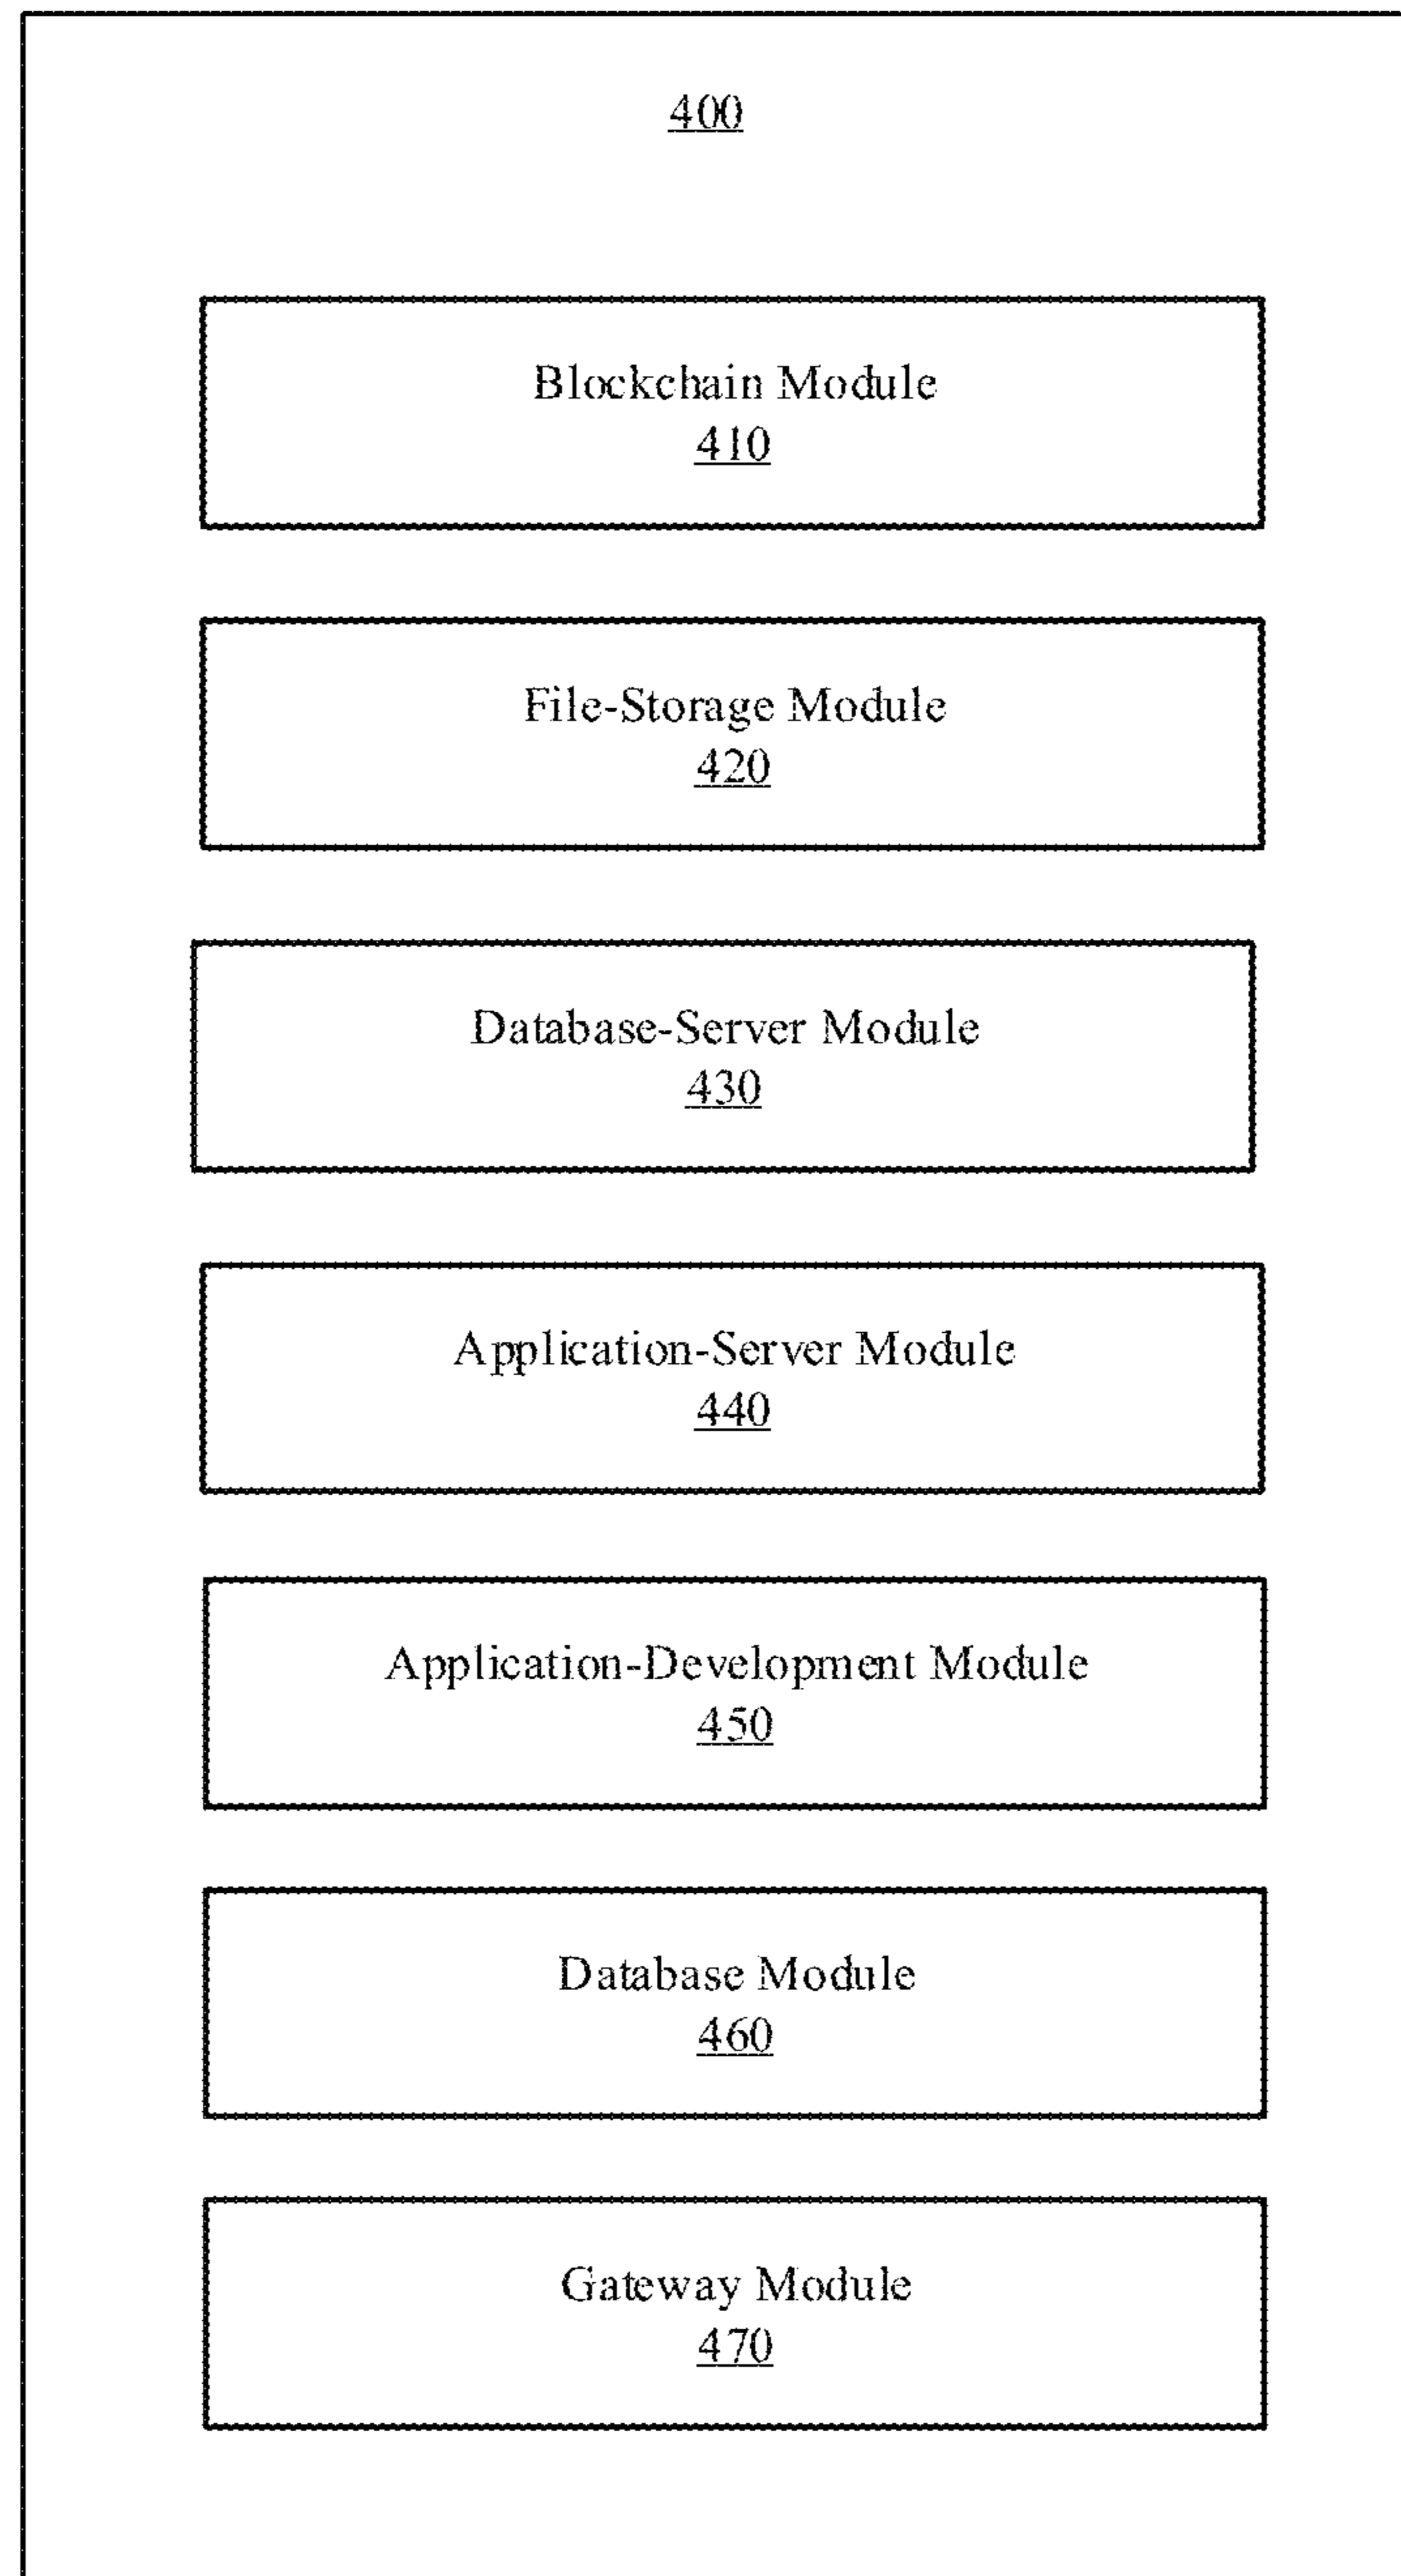 400
Blockchain Module
410
File-Storage Module
420
Database-Server Module
430
Application-Server Module
440
Application-Development Module
450
Database Module
460
Gateway Module
470